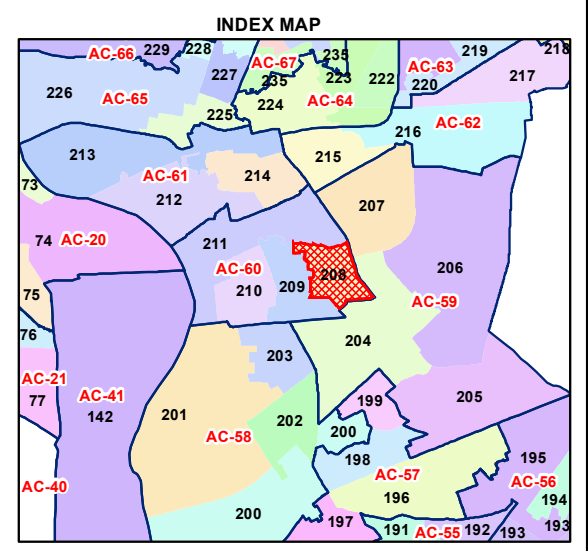 INDEX MAP
AC-66 229 228 235 AC-67 235 AC-63 219 218
226 AC-65 227 235 223 222 220 217
225 224 AC-64
213 AC-61 216 AC-62
73 212 214 215
207
74 AC-20 211
AC-60 208 206
75 210 209 AC-59
76 203 204
AC-21
77 AC-41
142 201 199 205
202
AC-58 200
198 AC-57 195
AC-40 196 AC-56
194
200 197 191 AC-55 192 193 193